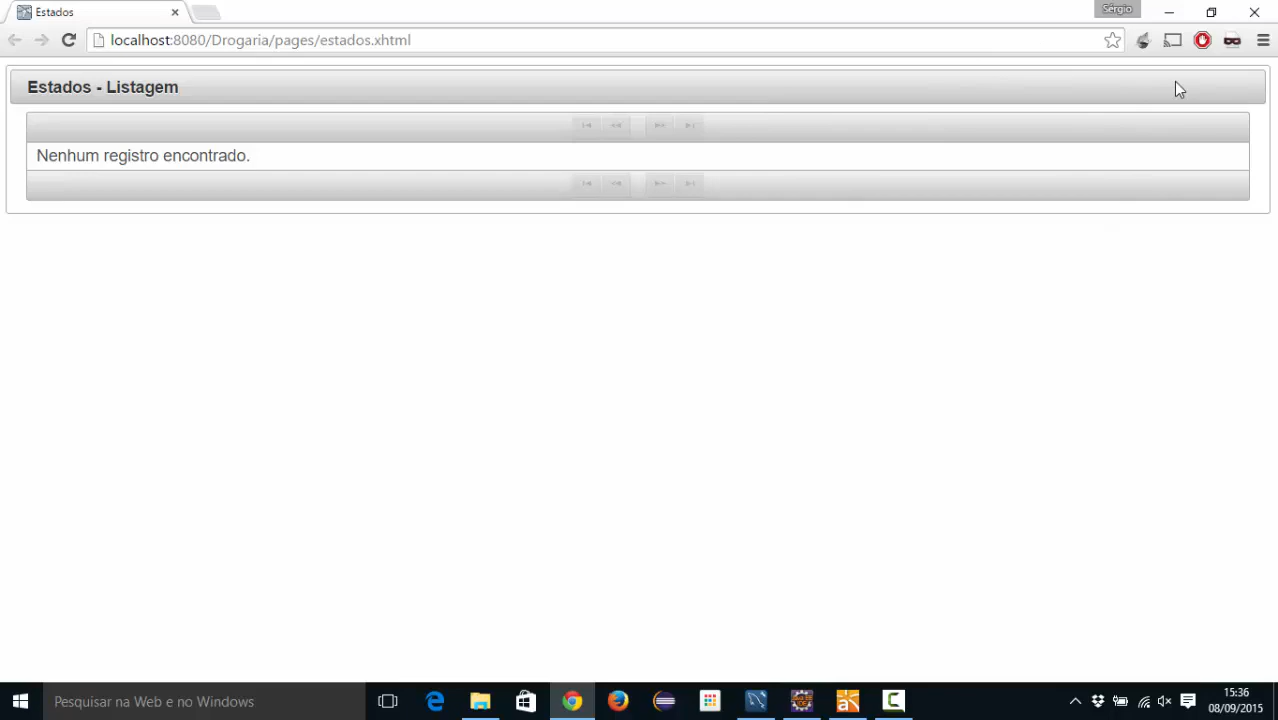 Estados
Sérgio
localhost:8080/Drogaria/pages/estados.xhtml
Estados - Listagem
Nenhum registro encontrado.
Pesquisar na Web e no Windows
15:36
08/09/2015